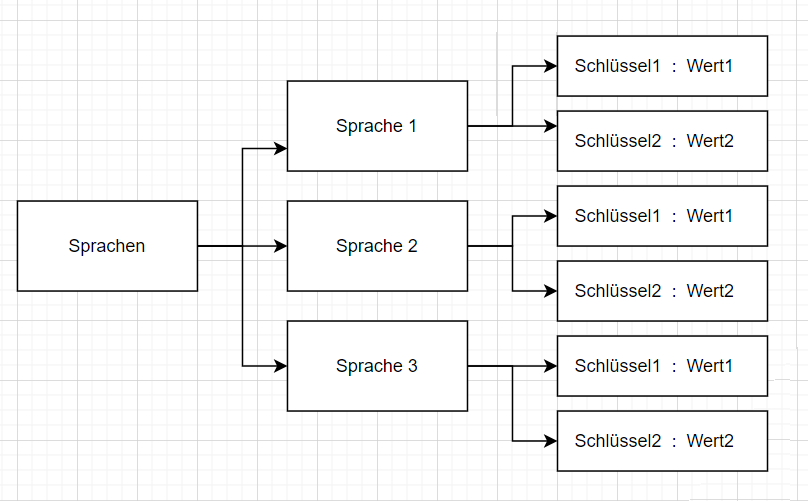 Sprachen
Sprache 1
Schlüssel1 : Wert1
Schlüssel2 : Wert2
Sprache 2
Schlüssel1 : Wert1
Schlüssel2 : Wert2
Sprache 3
Schlüssel1 : Wert1
Schlüssel2 : Wert2